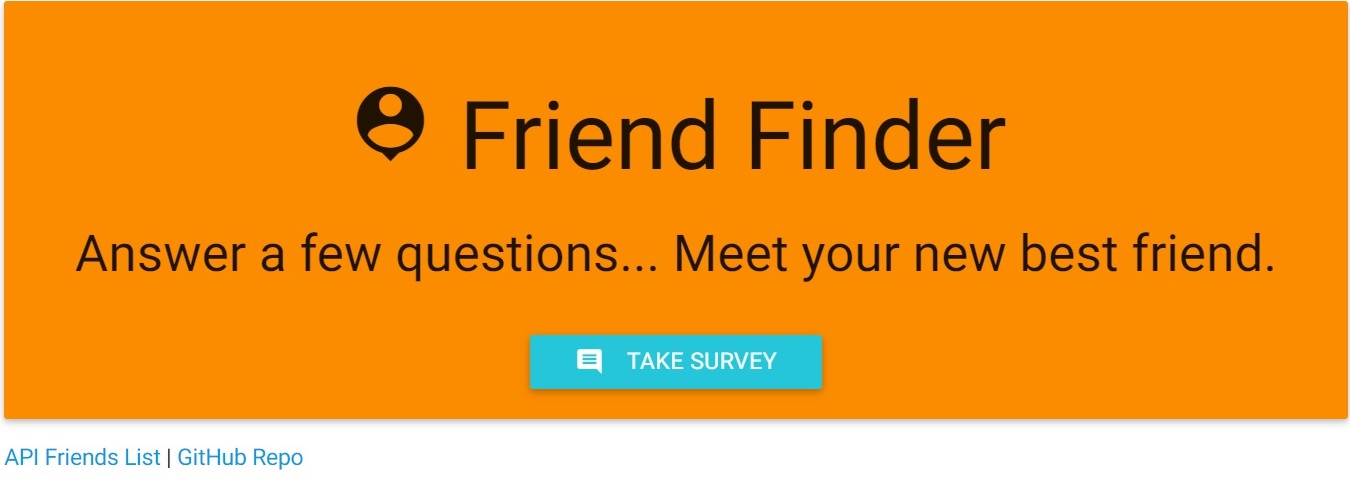 Friend Finder
Answer a few questions... Meet your new best friend.
TAKE SURVEY
API Friends List | GitHub Repo